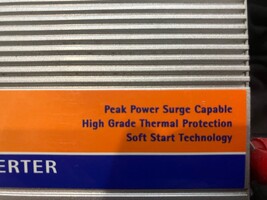 Peak Power Surge Capable
High Grade Thermal Protection
Soft Start Technology
ERTER